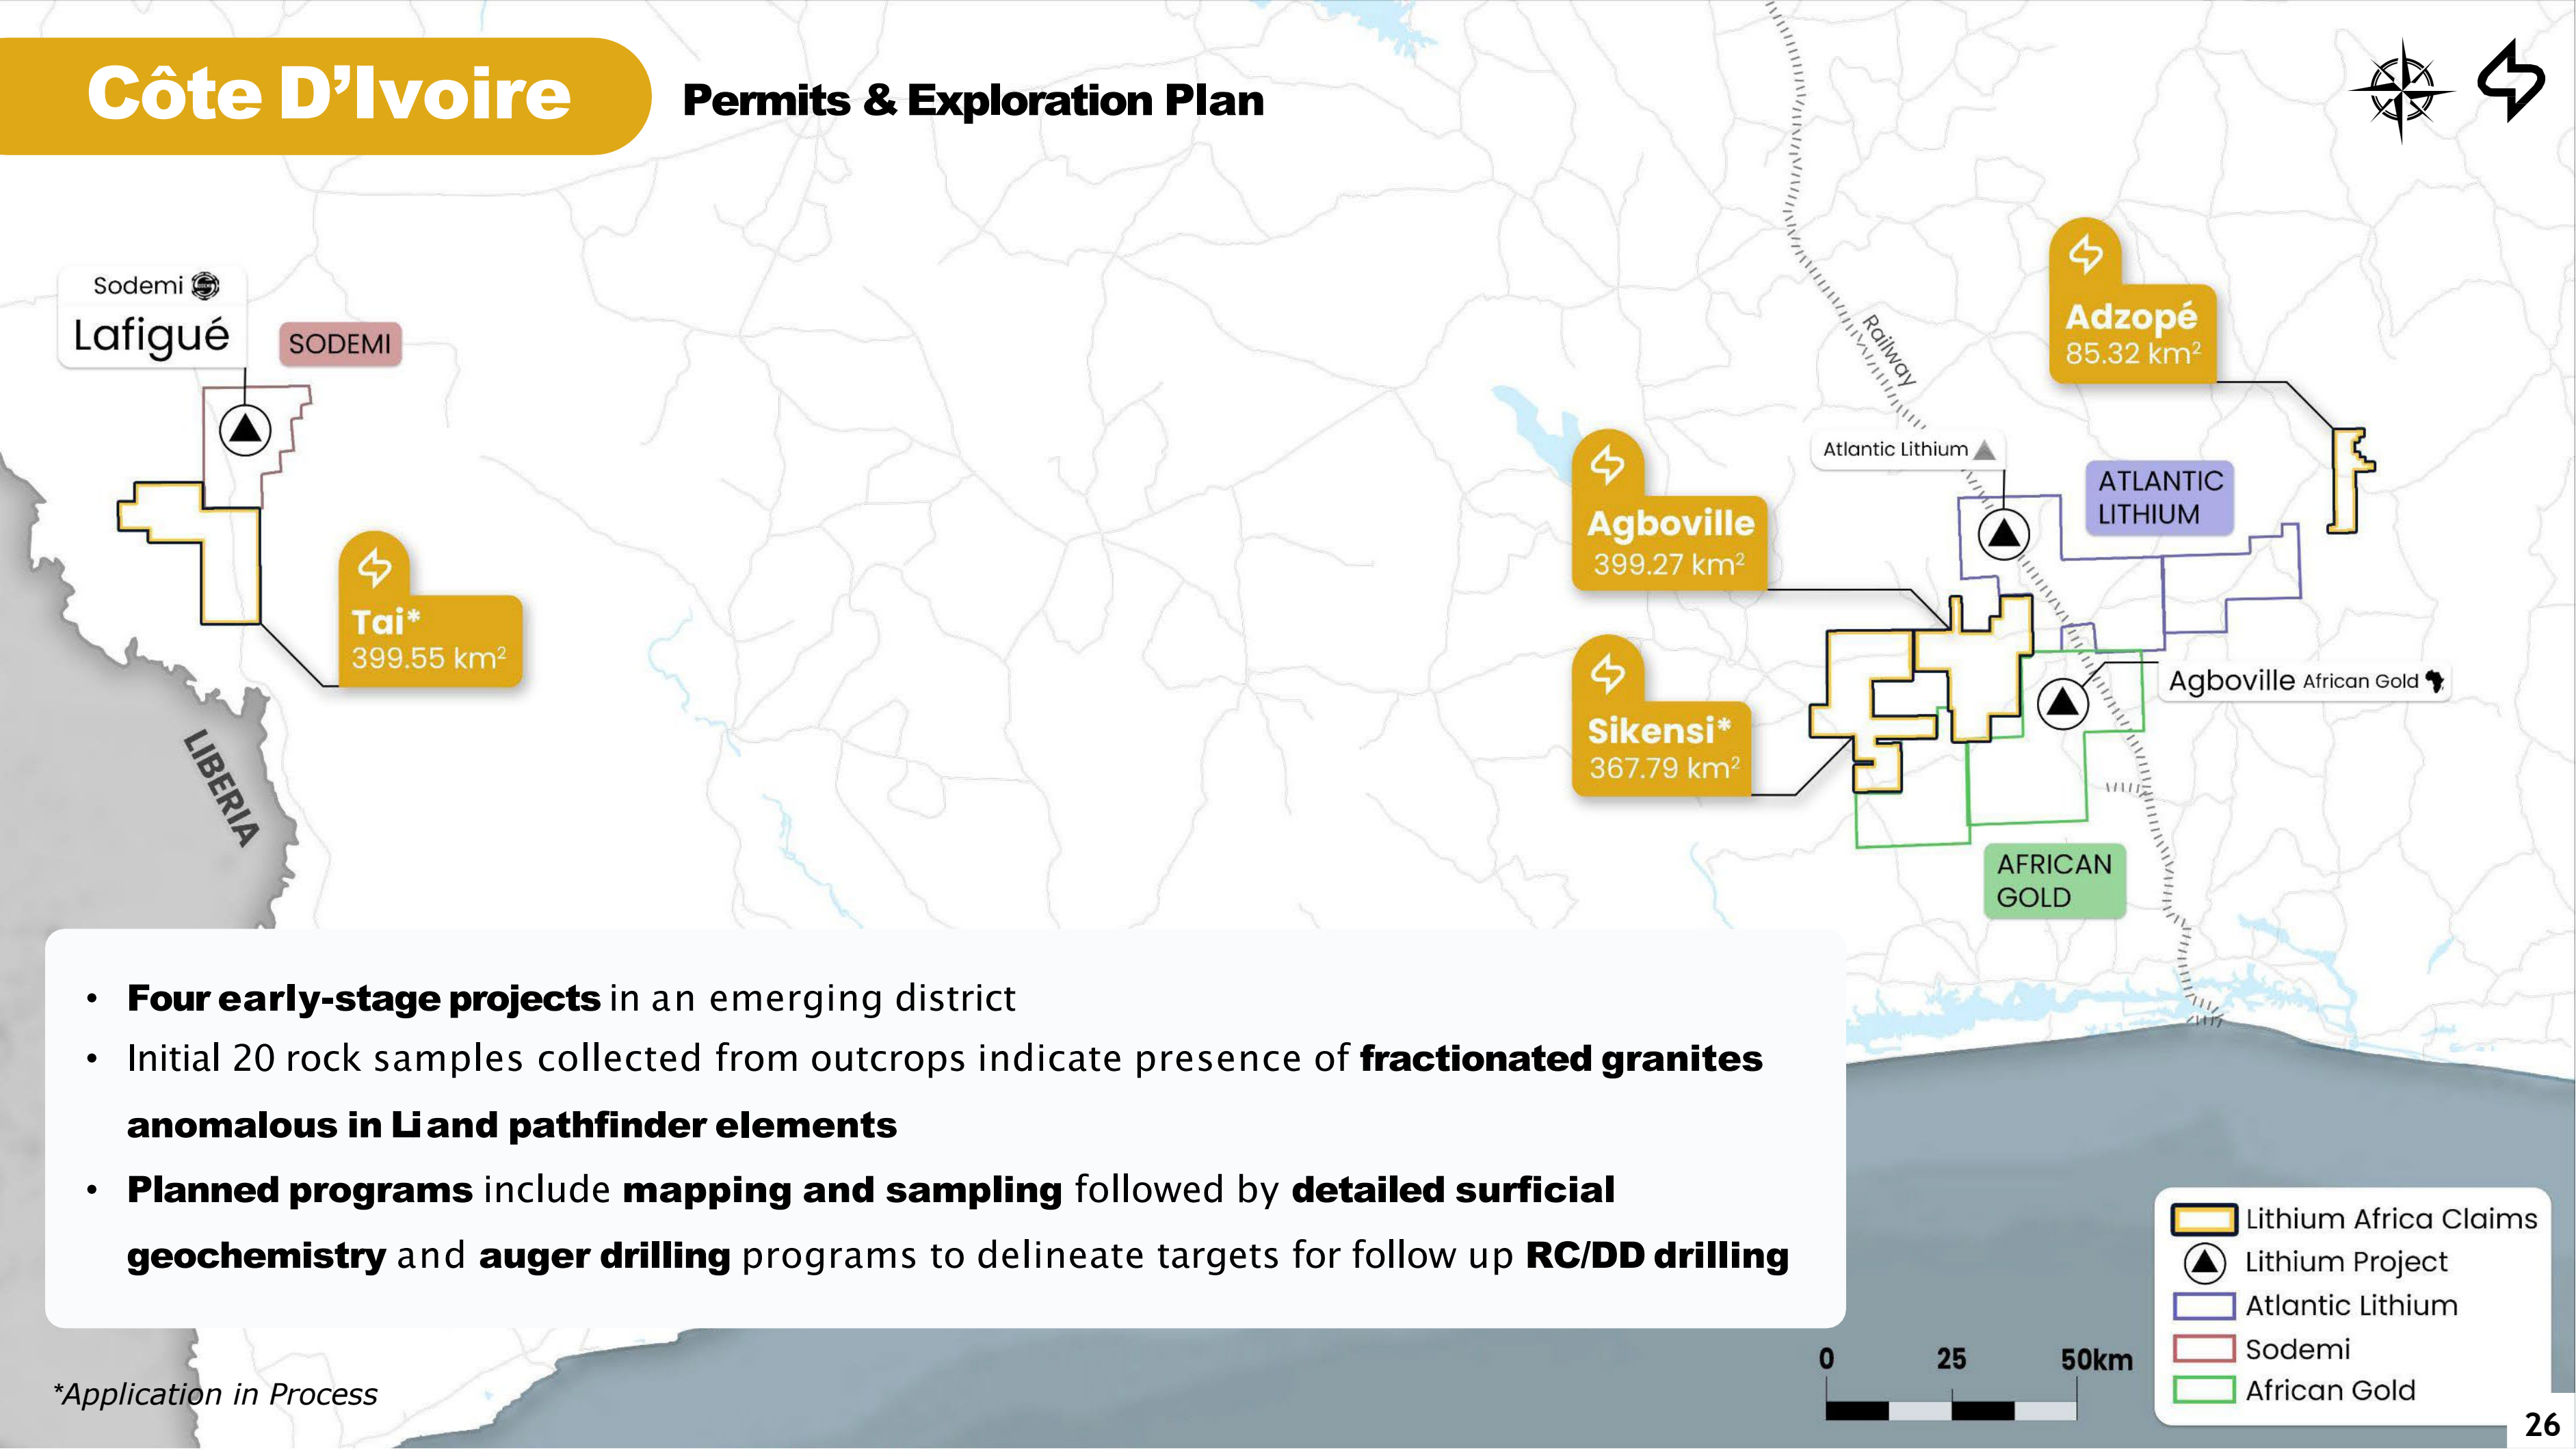 Côte D’Ivoire
Permits & Exploration Plan
Sodemi
Lafigué
SODEMI
Tai*
399.55 km²
LIBERIA
Railway
Adzopé
85.32 km²
Atlantic Lithium
ATLANTIC
LITHIUM
Agboville
399.27 km²
Sikensi*
367.79 km²
Agboville African Gold
AFRICAN
GOLD
• Four early-stage projects in an emerging district
• Initial 20 rock samples collected from outcrops indicate presence of fractionated granites
anomalous in Li and pathfinder elements
• Planned programs include mapping and sampling followed by detailed surficial
geochemistry and auger drilling programs to delineate targets for follow up RC/DD drilling
*Application in Process
0 25 50km
Lithium Africa Claims
Lithium Project
Atlantic Lithium
Sodemi
African Gold
26